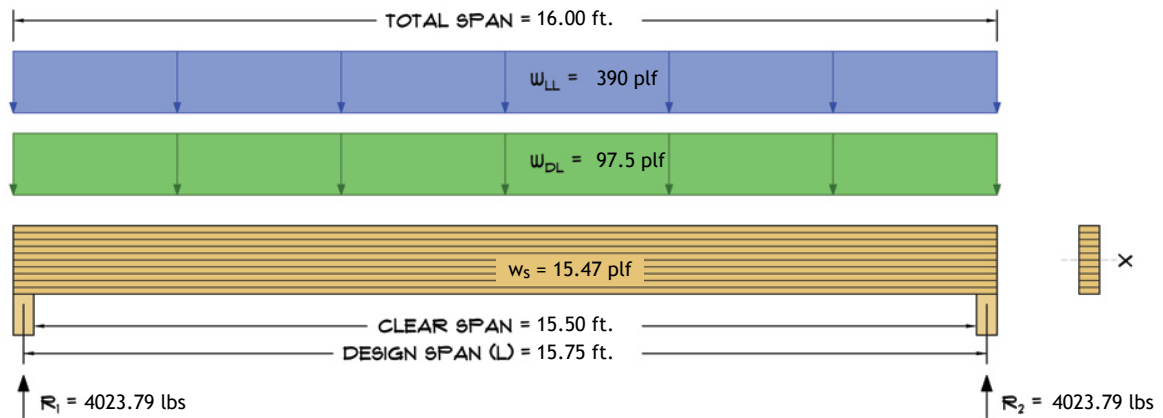 TOTAL SPAN = 16.00 ft.
wLL = 390 plf
wDL = 97.5 plf
ws = 15.47 plf
X
CLEAR SPAN = 15.50 ft.
DESIGN SPAN (L) = 15.75 ft.
R1 = 4023.79 lbs
R2 = 4023.79 lbs